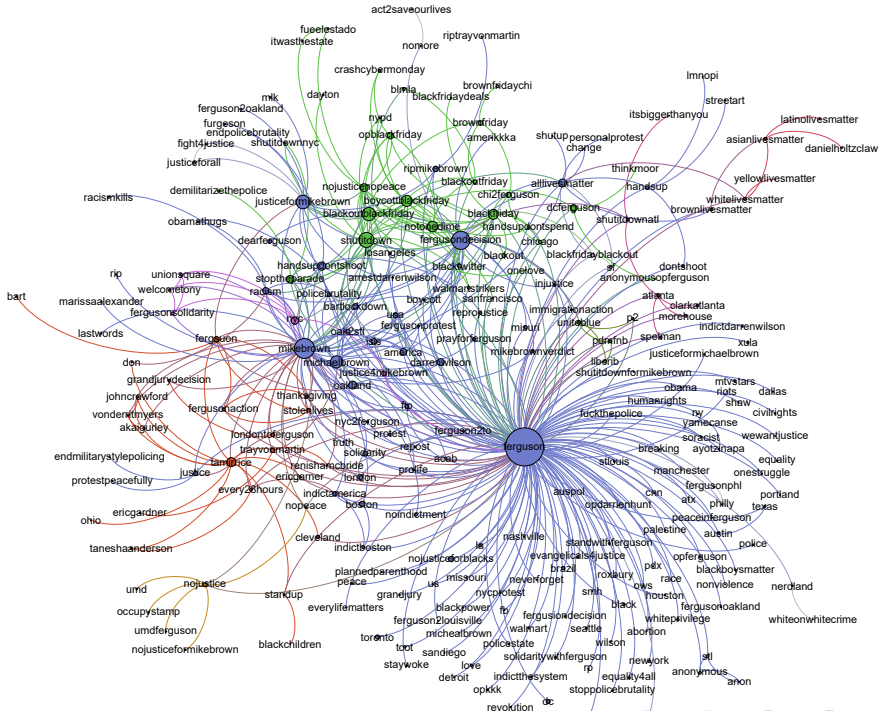 act2saveourlives
fueelestado
riptrayvonmartin
itwasthestate
nomore
crashcybermonday
lmnopi
blmla
brownfridaychi
dayton
blackfridaydeals
mlk
streetart
ferguson2oakland
nypd
brownfriday
itsbiggerthanyou
latinolivesmatter
furgeson
endpolicebrutality
opblackfriday
amerikkka
shutup
personalprotest
asianlivesmatter
fight4justice
shutitdownnyc
change
danielholtzclaw
justiceforall
ripmikebrown
thinkmoor
yellowlivesmatter
nojusticenopeace
blackoutfriday
alllivesmatter
handsup
racismkills
demilitarizethepolice
boycottblackfriday
chi2ferguson
whitelivesmatter
justiceformikebrown
dcferguson
brownlivesmatter
blackoutblackfriday
blackfriday
obamathugs
notonedime
handsupdontspend
shutitdownatl
dearferguson
shutitdown
fergusondecision
chicago
losangeles
blackout
blackfridayblackout
rip
unionsquare
handsupdontshoot
blacktwitter
onelove
sf
dontshoot
welcometony
stoptheparade
arrestdarrenwilson
anonymousopferguson
bart
marissaalexander
racism
policebrutality
walmartstrikers
injustice
atlanta
boycott
sanfrancisco
clarkatlanta
fergusonsolidarity
bartlockdown
reprojustice
immigrationaction
morehouse
nyc
usa
uniteblue
p2
indictdarrenwilson
lastwords
oak2stl
fergusonprotest
misuri
ferguson
isis
prayforferguson
pdmfnb
spelman
xula
mikebrown
america
mikebrownverdict
justiceformichaelbrown
don
michaelbrown
darrenwilson
libcrib
justice4mikebrown
shutitdownformikebrown
grandjurydecision
oakland
obama
mtvstars
johncrawford
thanksgiving
riots
dallas
humanrights
shaw
vonderritmyers
fergusonaction
stolenlives
ftp
fuckthepolice
ny
civilrights
akaigurley
nyc2ferguson
yamecanse
londontoferguson
protest
ferguson2to
soracist
wewantjustice
truth
ferguson
ayotzinapa
endmilitarystylepolicing
trayvonmartin
solidarity
repost
breaking
tamirrice
renishamcbride
acab
stlouis
equality
protestpeacefully
justice
ericgarner
london
prolife
manchester
onestruggle
every28hours
indictamerica
auspol
cnn
fergusonphl
portland
nopeace
boston
opdarrenhunt
atx
philly
texas
ericgardner
noindictment
peaceinferguson
ohio
palestine
austin
taneshaanderson
cleveland
indictboston
nashville
standwithferguson
police
la
evangelicals4justice
opferguson
nojusticeforblacks
pdx
plannedparenthood
brazil
roxbury
blackboysmatter
umd
nojustice
peace
missouri
neverforget
race
nonviolence
us
ows
nerdland
standup
grandjury
nycprotest
smh
houston
occupystamp
everylifematters
blackpower
fb
black
fergusonoakland
ferguson2louisville
fergusiondecision
whiteprivilege
whiteonwhitecrime
umdferguson
toronto
michealbrown
walmart
seattle
abortion
blackchildren
toot
policestate
wilson
nojusticeformikebrown
sandiego
solidaritywithferguson
stl
staywoke
love
rp
newyork
detroit
indictthesystem
equality4all
anonymous
opkkk
stoppolicebrutality
anon
revolution
dc